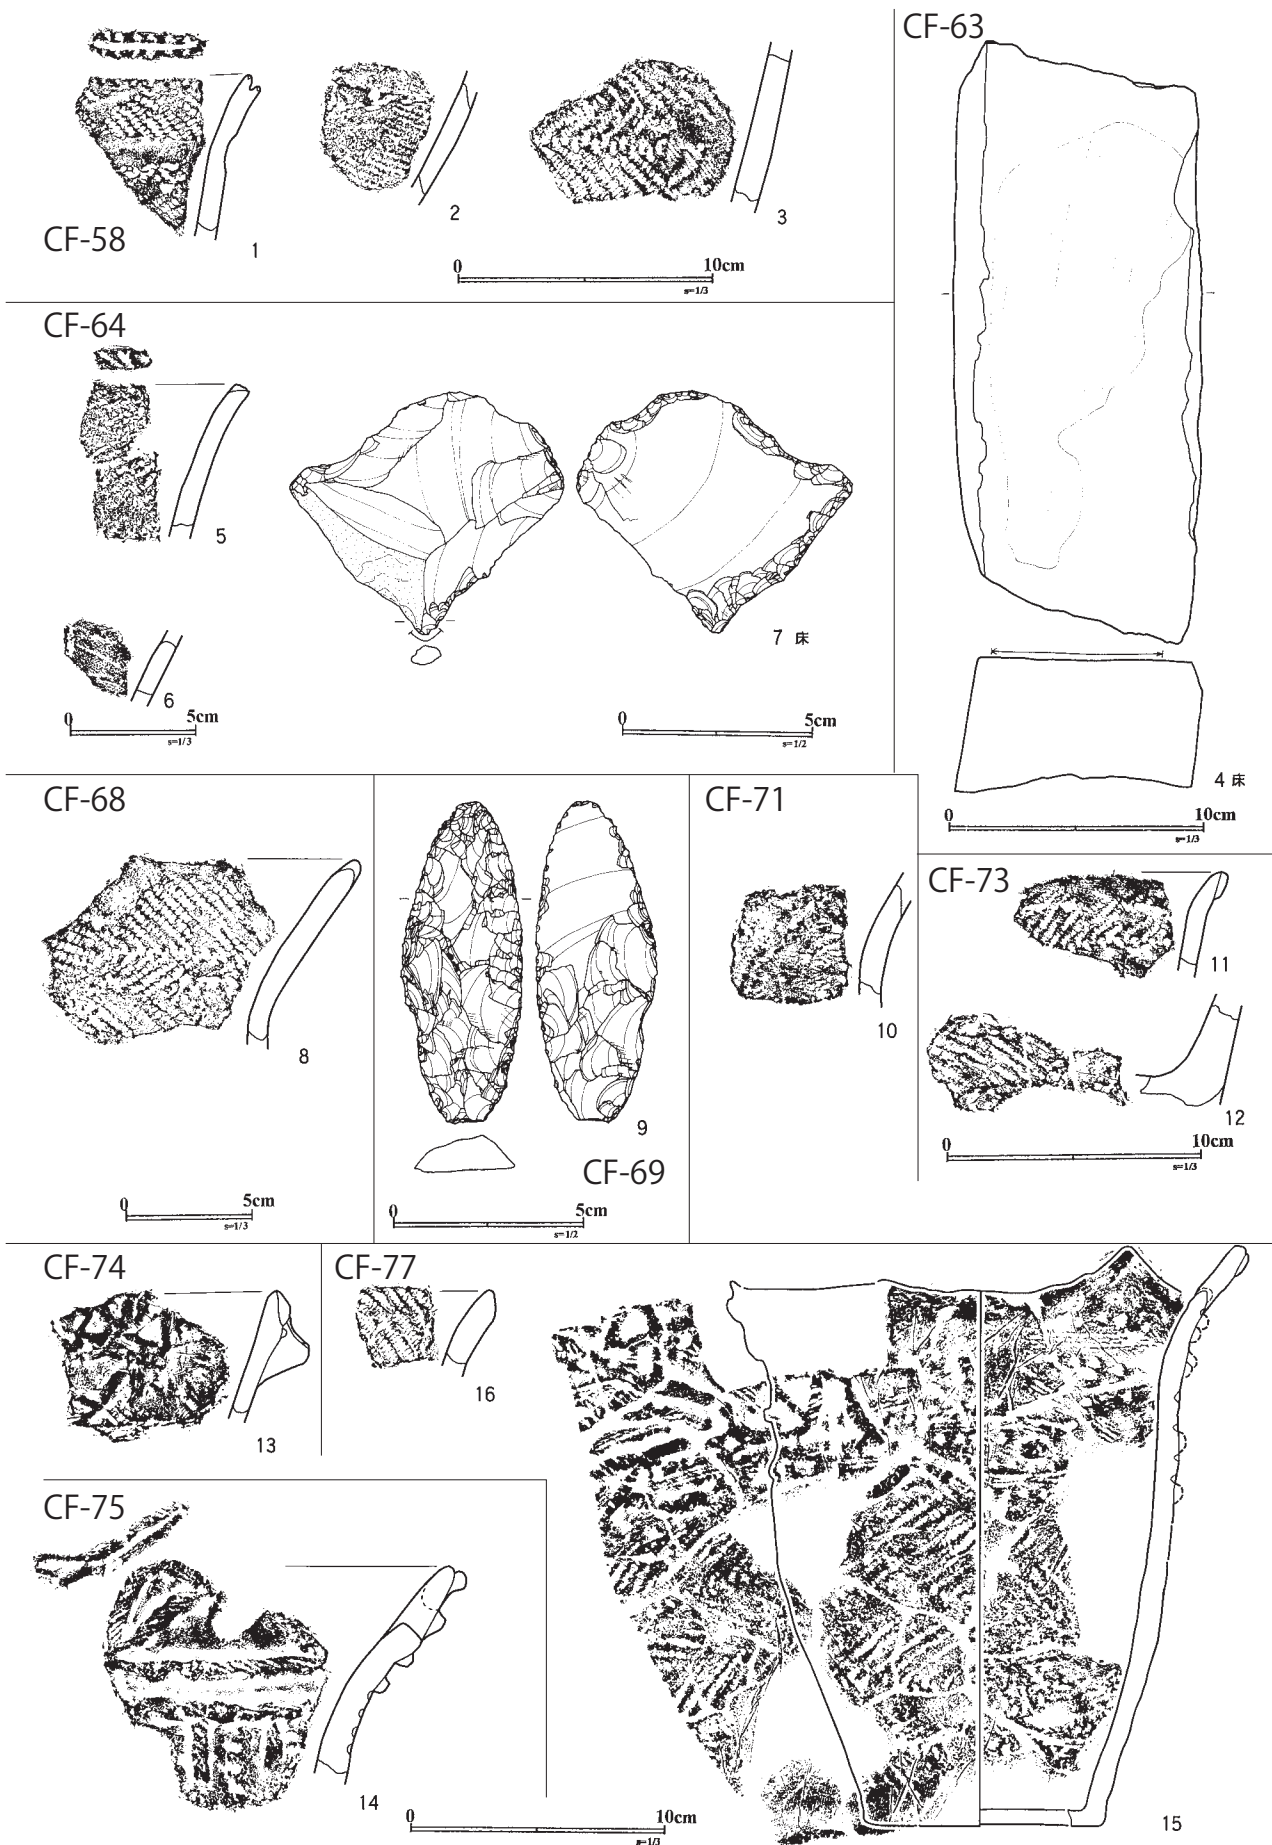 CF-58
1
2
3
0 10cm
s=1/3
CF-63
4 床
0 10cm
s=1/3
CF-64
5
6
0 5cm
s=1/3
7 床
0 5cm
s=1/2
CF-68
8
0 5cm
s=1/3
9
CF-69
0 5cm
s=1/2
CF-71
10
CF-73
11
12
0 10cm
s=1/3
CF-74
13
CF-77
16
CF-75
14
0 10cm
s=1/3
15